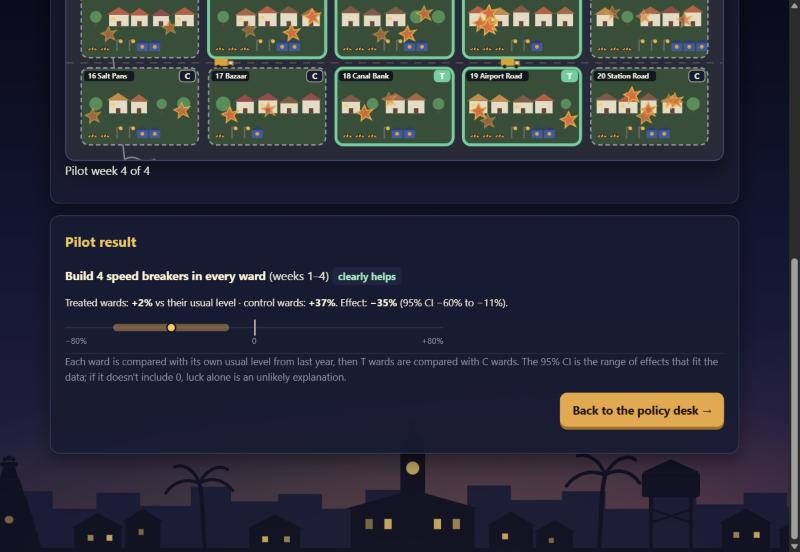 16 Salt Pans C 17 Bazaar C 18 Canal Bank T 19 Airport Road T 20 Station Road C
Pilot week 4 of 4
Pilot result
Build 4 speed breakers in every ward (weeks 1–4) clearly helps
Treated wards: +2% vs their usual level · control wards: +37%. Effect: −35% (95% CI −60% to −11%).
−80% 0 +80%
Each ward is compared with its own usual level from last year, then T wards are compared with C wards. The 95% CI is the range of effects that fit the
data; if it doesn't include 0, luck alone is an unlikely explanation.
Back to the policy desk →